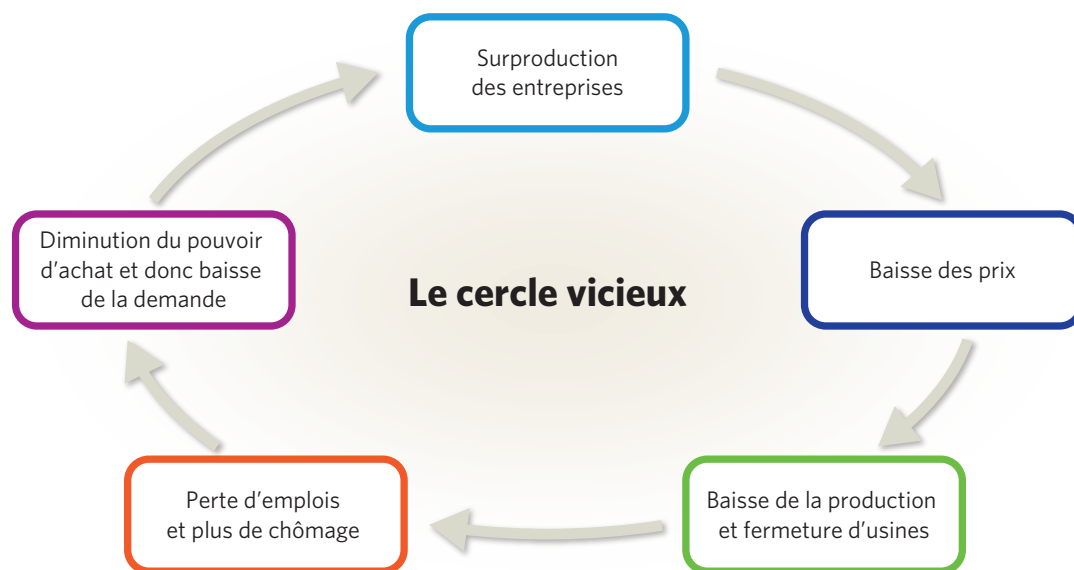 Surproduction
des entreprises
Baisse des prix
Baisse de la production
et fermeture d’usines
Perte d’emplois
et plus de chômage
Diminution du pouvoir
d’achat et donc baisse
de la demande
Le cercle vicieux